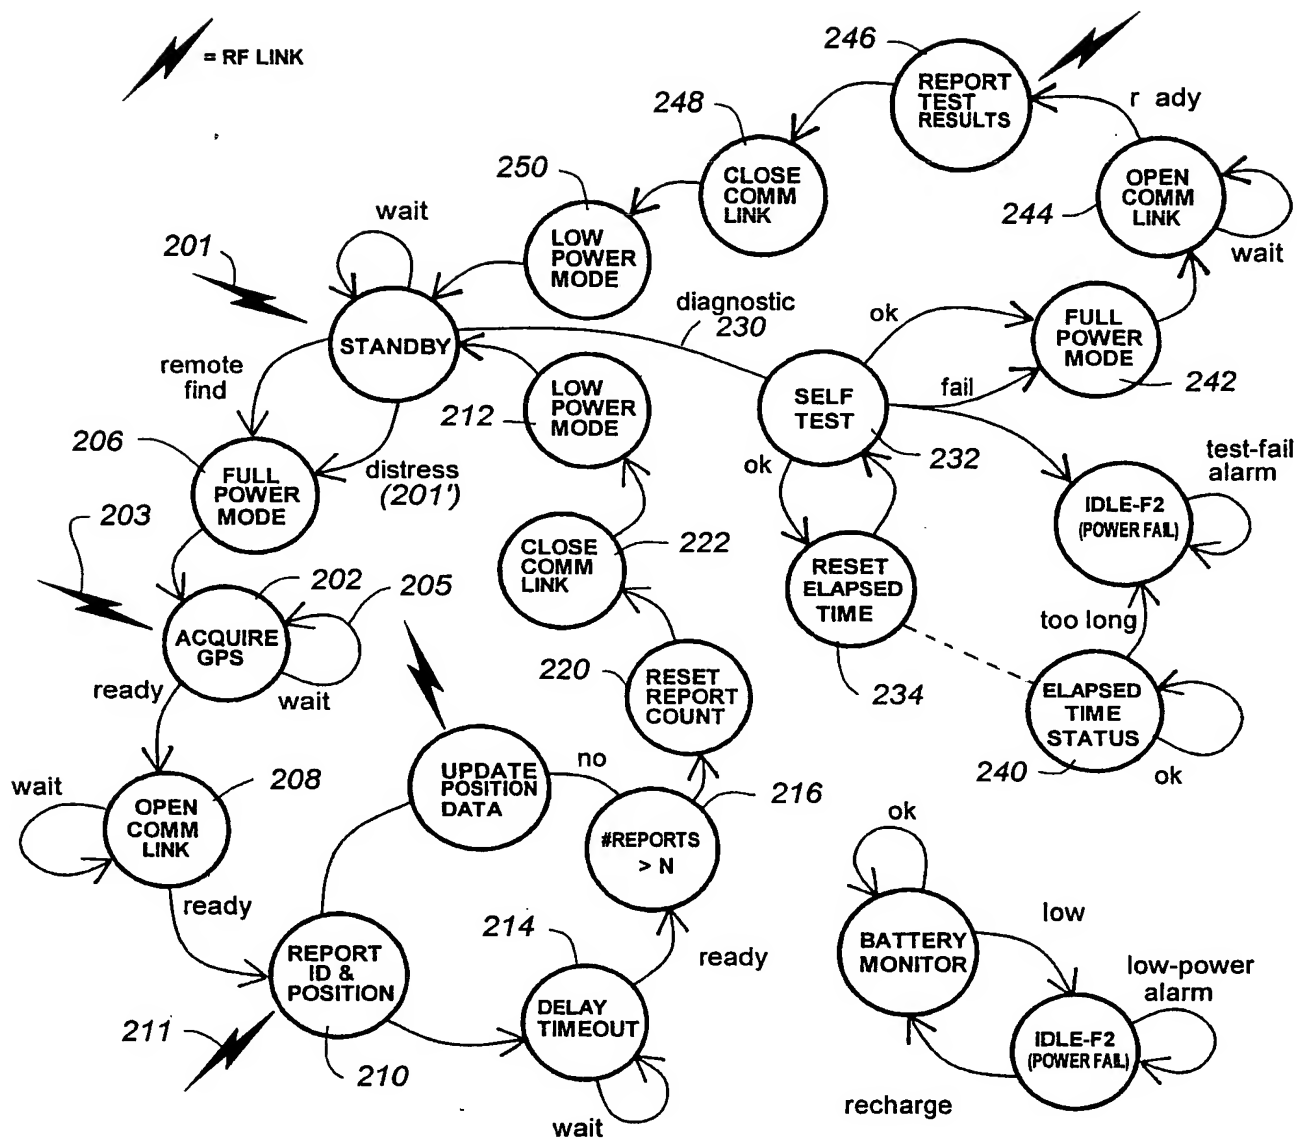 = RF LINK
246
REPORT
TEST
RESULTS
r ady
248
CLOSE
COMM
LINK
OPEN
COMM
LINK
244
wait
250
LOW
POWER
MODE
wait
201
STANDBY
diagnostic
230
ok
FULL
POWER
MODE
242
fail
SELF
TEST
232
remote
find
206
FULL
POWER
MODE
distress
(201')
LOW
POWER
MODE
212
ok
test-fail
alarm
IDLE-F2
(POWER FAIL)
203
CLOSE
COMM
LINK
222
RESET
ELAPSED
TIME
234
too long
202
205
ACQUIRE
GPS
ready
wait
220
RESET
REPORT
COUNT
ELAPSED
TIME
STATUS
240
ok
wait
208
OPEN
COMM
LINK
UPDATE
POSITION
DATA
no
216
#REPORTS
> N
ok
ready
REPORT
ID &
POSITION
211
210
214
DELAY
TIMEOUT
ready
wait
BATTERY
MONITOR
low
low-power
alarm
IDLE-F2
(POWER FAIL)
recharge